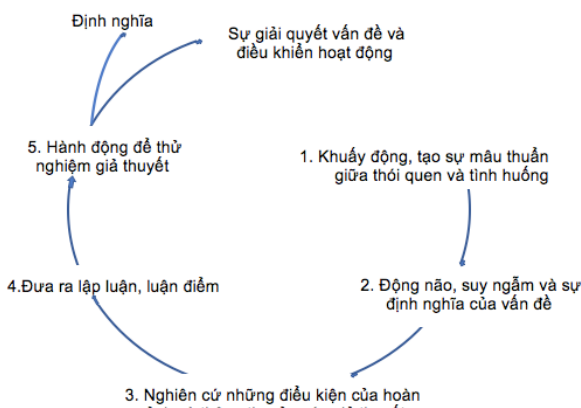 Định nghĩa
Sự giải quyết vấn đề và
điều khiển hoạt động
5. Hành động để thử
nghiệm giả thuyết
1. Khuấy động, tạo sự mâu thuẩn
giữa thói quen và tình huống
4.Đưa ra lập luận, luận điểm
2. Động não, suy ngẫm và sự
định nghĩa của vấn đề
3. Nghiên cứ những điều kiện của hoàn